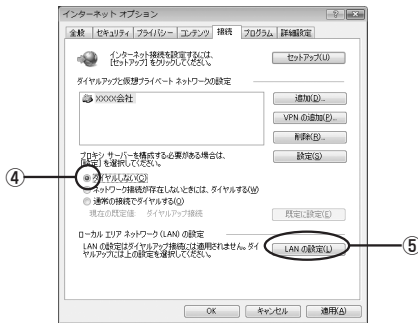 インターネット オプション
全般 セキュリティ プライバシー コンテンツ 接続 プログラム 詳細設定
インターネット接続を設定するには、
[セットアップ] をクリックしてください。
セットアップ(U)
ダイヤルアップと仮想プライベート ネットワークの設定
XXXX会社
追加(D)...
VPN の追加(P)...
削除(R)...
設定(S)
プロキシ サーバーを構成する必要がある場合は、
[設定] を選択してください。
④
ダイヤルしない(C)
ネットワーク接続が存在しないときには、ダイヤルする(W)
通常の接続でダイヤルする(O)
現在の既定値: ダイヤルアップ接続
既定に設定(E)
ローカル エリア ネットワーク (LAN) の設定
LAN の設定はダイヤルアップ接続には適用されません。ダイ
ヤルアップには上の設定を選択してください。
LAN の設定(L)
⑤
OK キャンセル 適用(A)